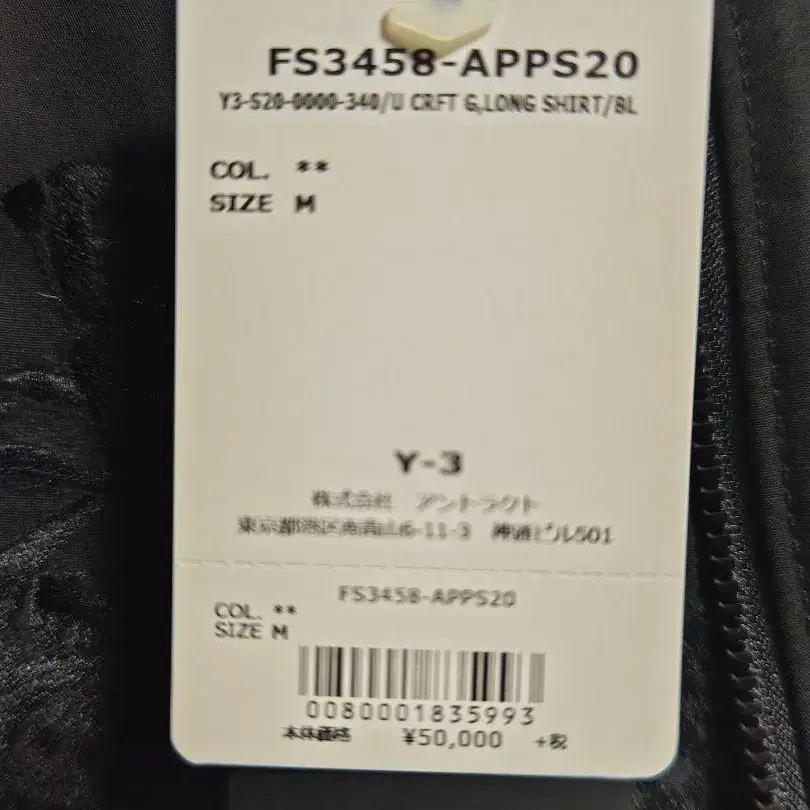 FS3458-APPS20
Y3-S20-0000-340/U CRFT G,LONG SHIRT/BL
COL. **
SIZE M
Y-3
株式会社 アントラクト
東京都港区南青山6-11-3 神通ビル501
FS3458-APPS20
COL. **
SIZE M
0080001835993
本体価格 ¥50,000 +税